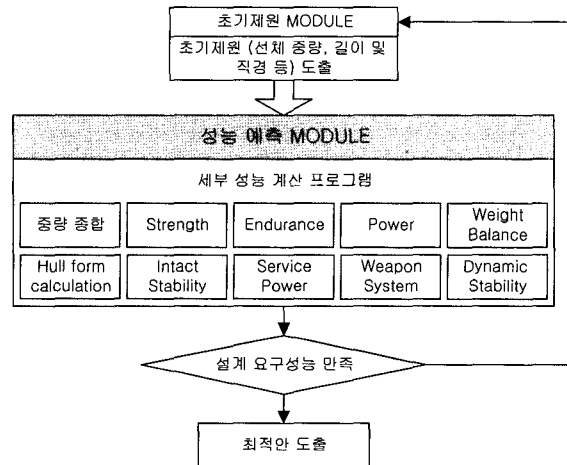 초기제원 MODULE
초기제원 (선체 중량, 길이 및
직경 등) 도출
성능 예측 MODULE
세부 성능 계산 프로그램
중량 종합
Strength
Endurance
Power
Weight
Balance
Hull form
calculation
Intact
Stability
Service
Power
Weapon
System
Dynamic
Stability
설계 요구성능 만족
최적안 도출